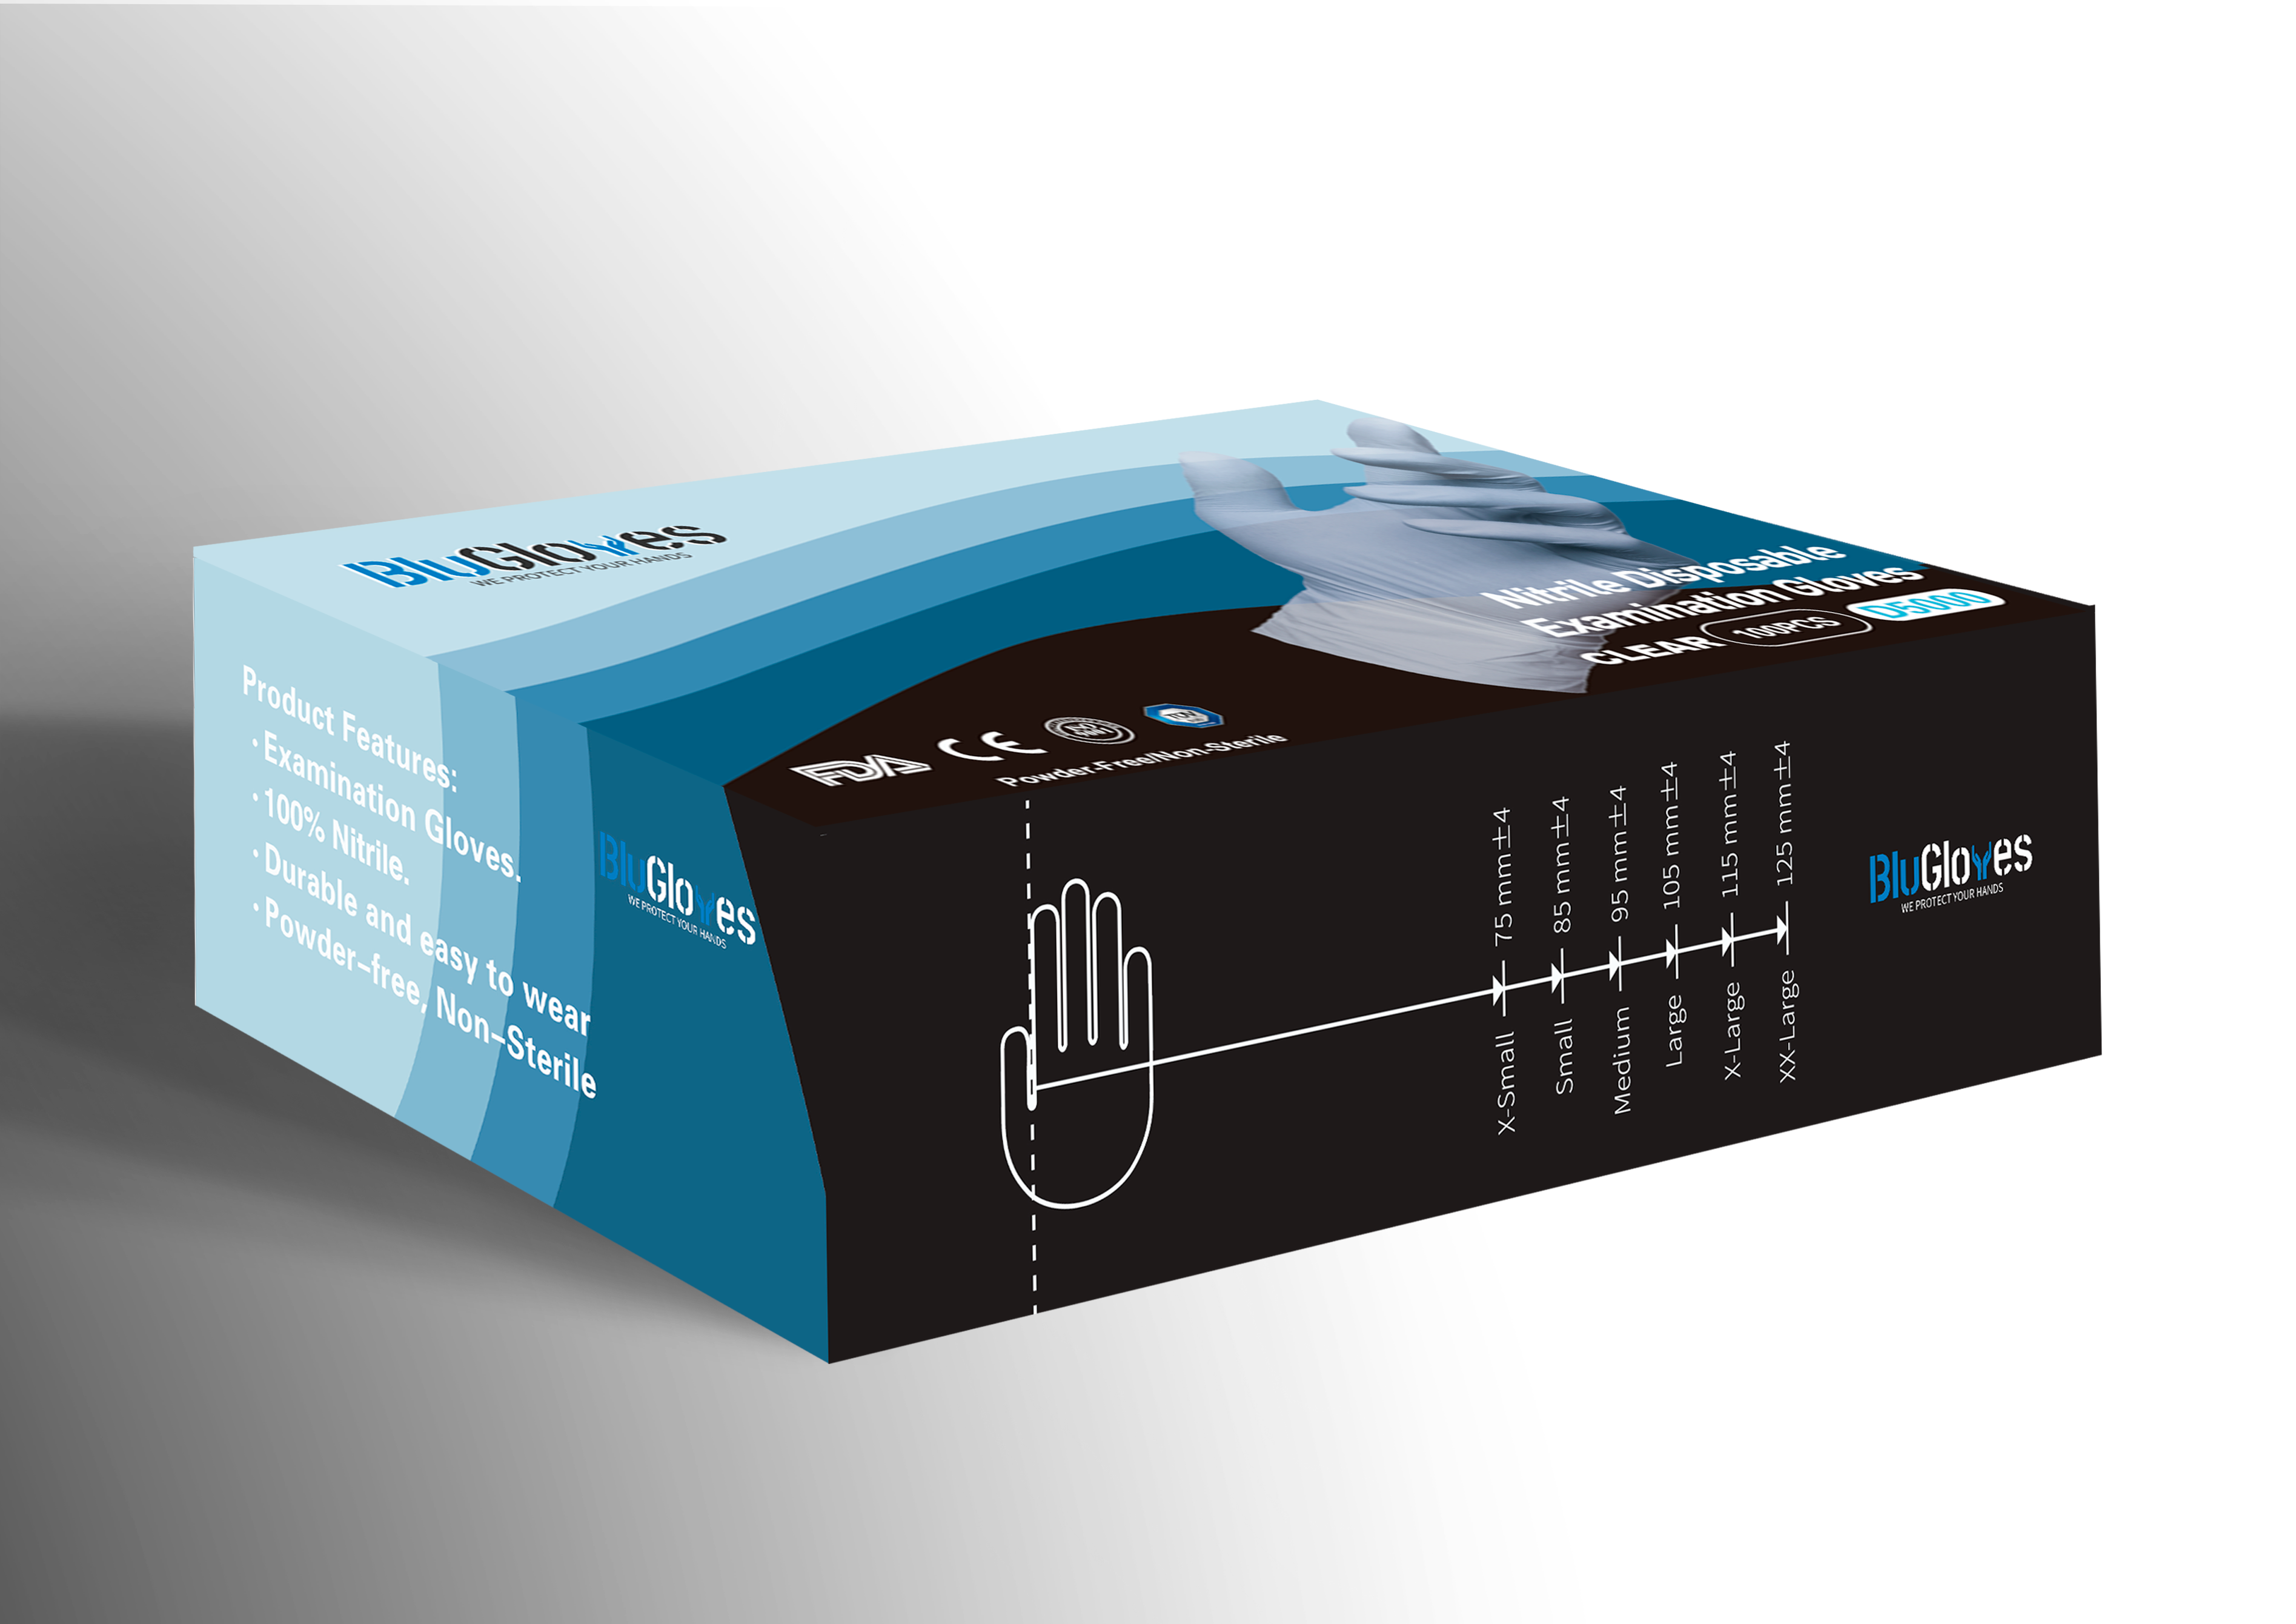 BluGloves
WE PROTECT YOUR HANDS
Nitrile Disposable
Examination Gloves
CLEAR 100PCS D5000
FDA CE
Powder-Free/Non-Sterile
Product Features:
· Examination Gloves.
· 100% Nitrile.
· Durable and easy to wear
· Powder-free, Non-Sterile
BluGloves
WE PROTECT YOUR HANDS
X-Small 75 mm±4
Small 85 mm±4
Medium 95 mm±4
Large 105 mm±4
X-Large 115 mm±4
XX-Large 125 mm±4
BluGloves
WE PROTECT YOUR HANDS